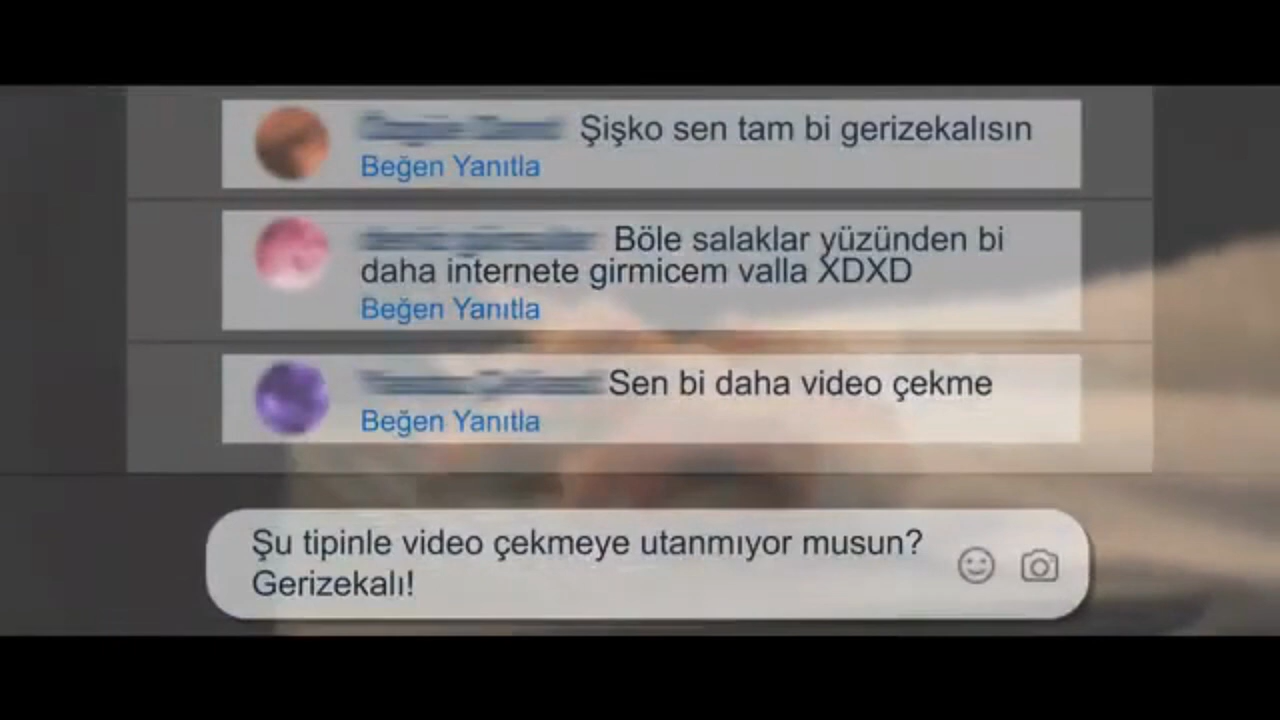 Şişko sen tam bi gerizekalısın
Beğen Yanıtla
Böle salaklar yüzünden bi
daha internete girmicem valla XDXD
Beğen Yanıtla
Sen bi daha video çekme
Beğen Yanıtla
Şu tipinle video çekmeye utanmıyor musun?
Gerizekalı!